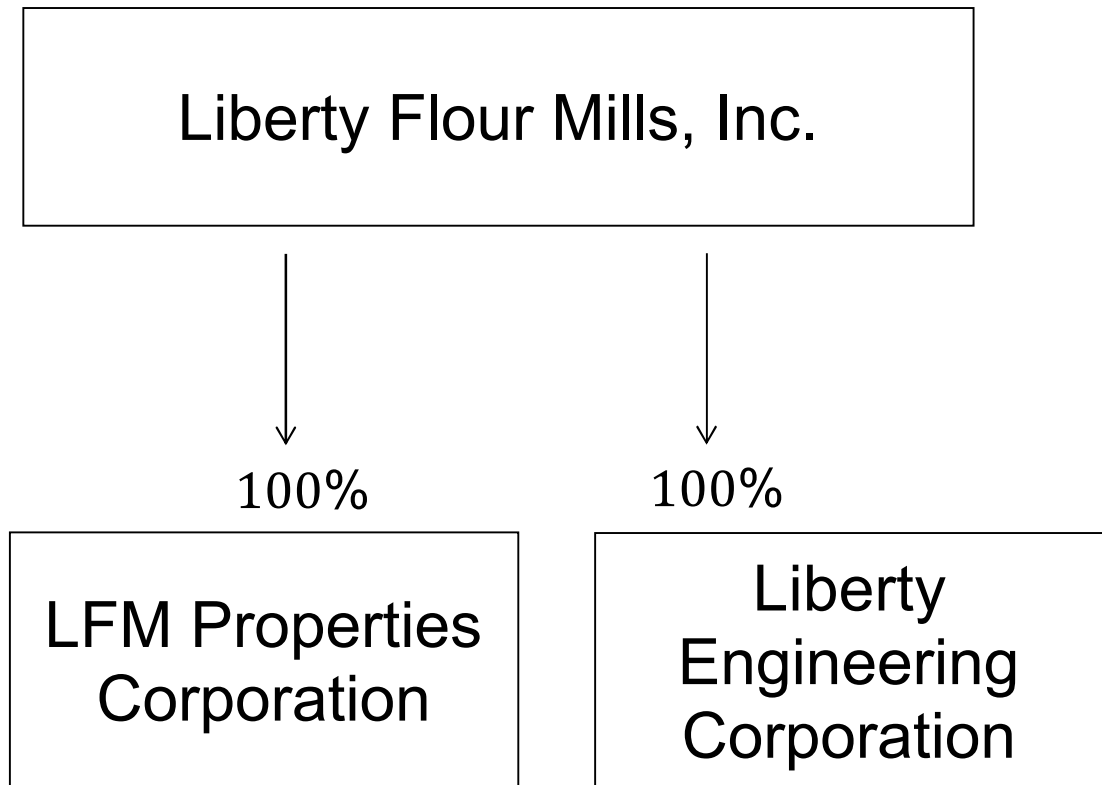 Liberty Flour Mills, Inc.
100%
100%
LFM Properties
Corporation
Liberty
Engineering
Corporation